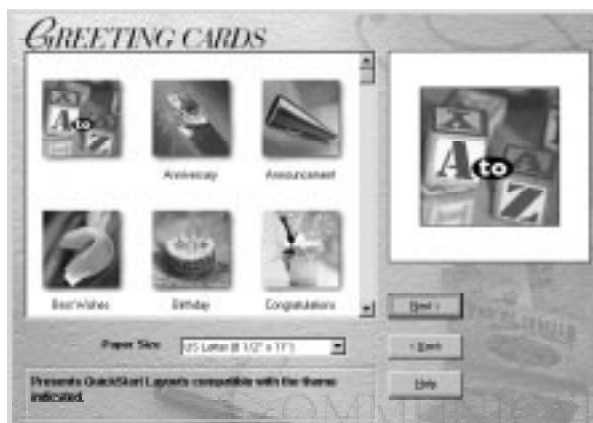 GREETING CARDS
X
A to Z
Anniversary
Announcement
Best Wishes
Birthday
Congratulations
X
A to Z
Paper Size US Letter (8 1/2" x 11")
Next >
< Back
Help
Presents QuickStart Layouts compatible with the theme
indicated.